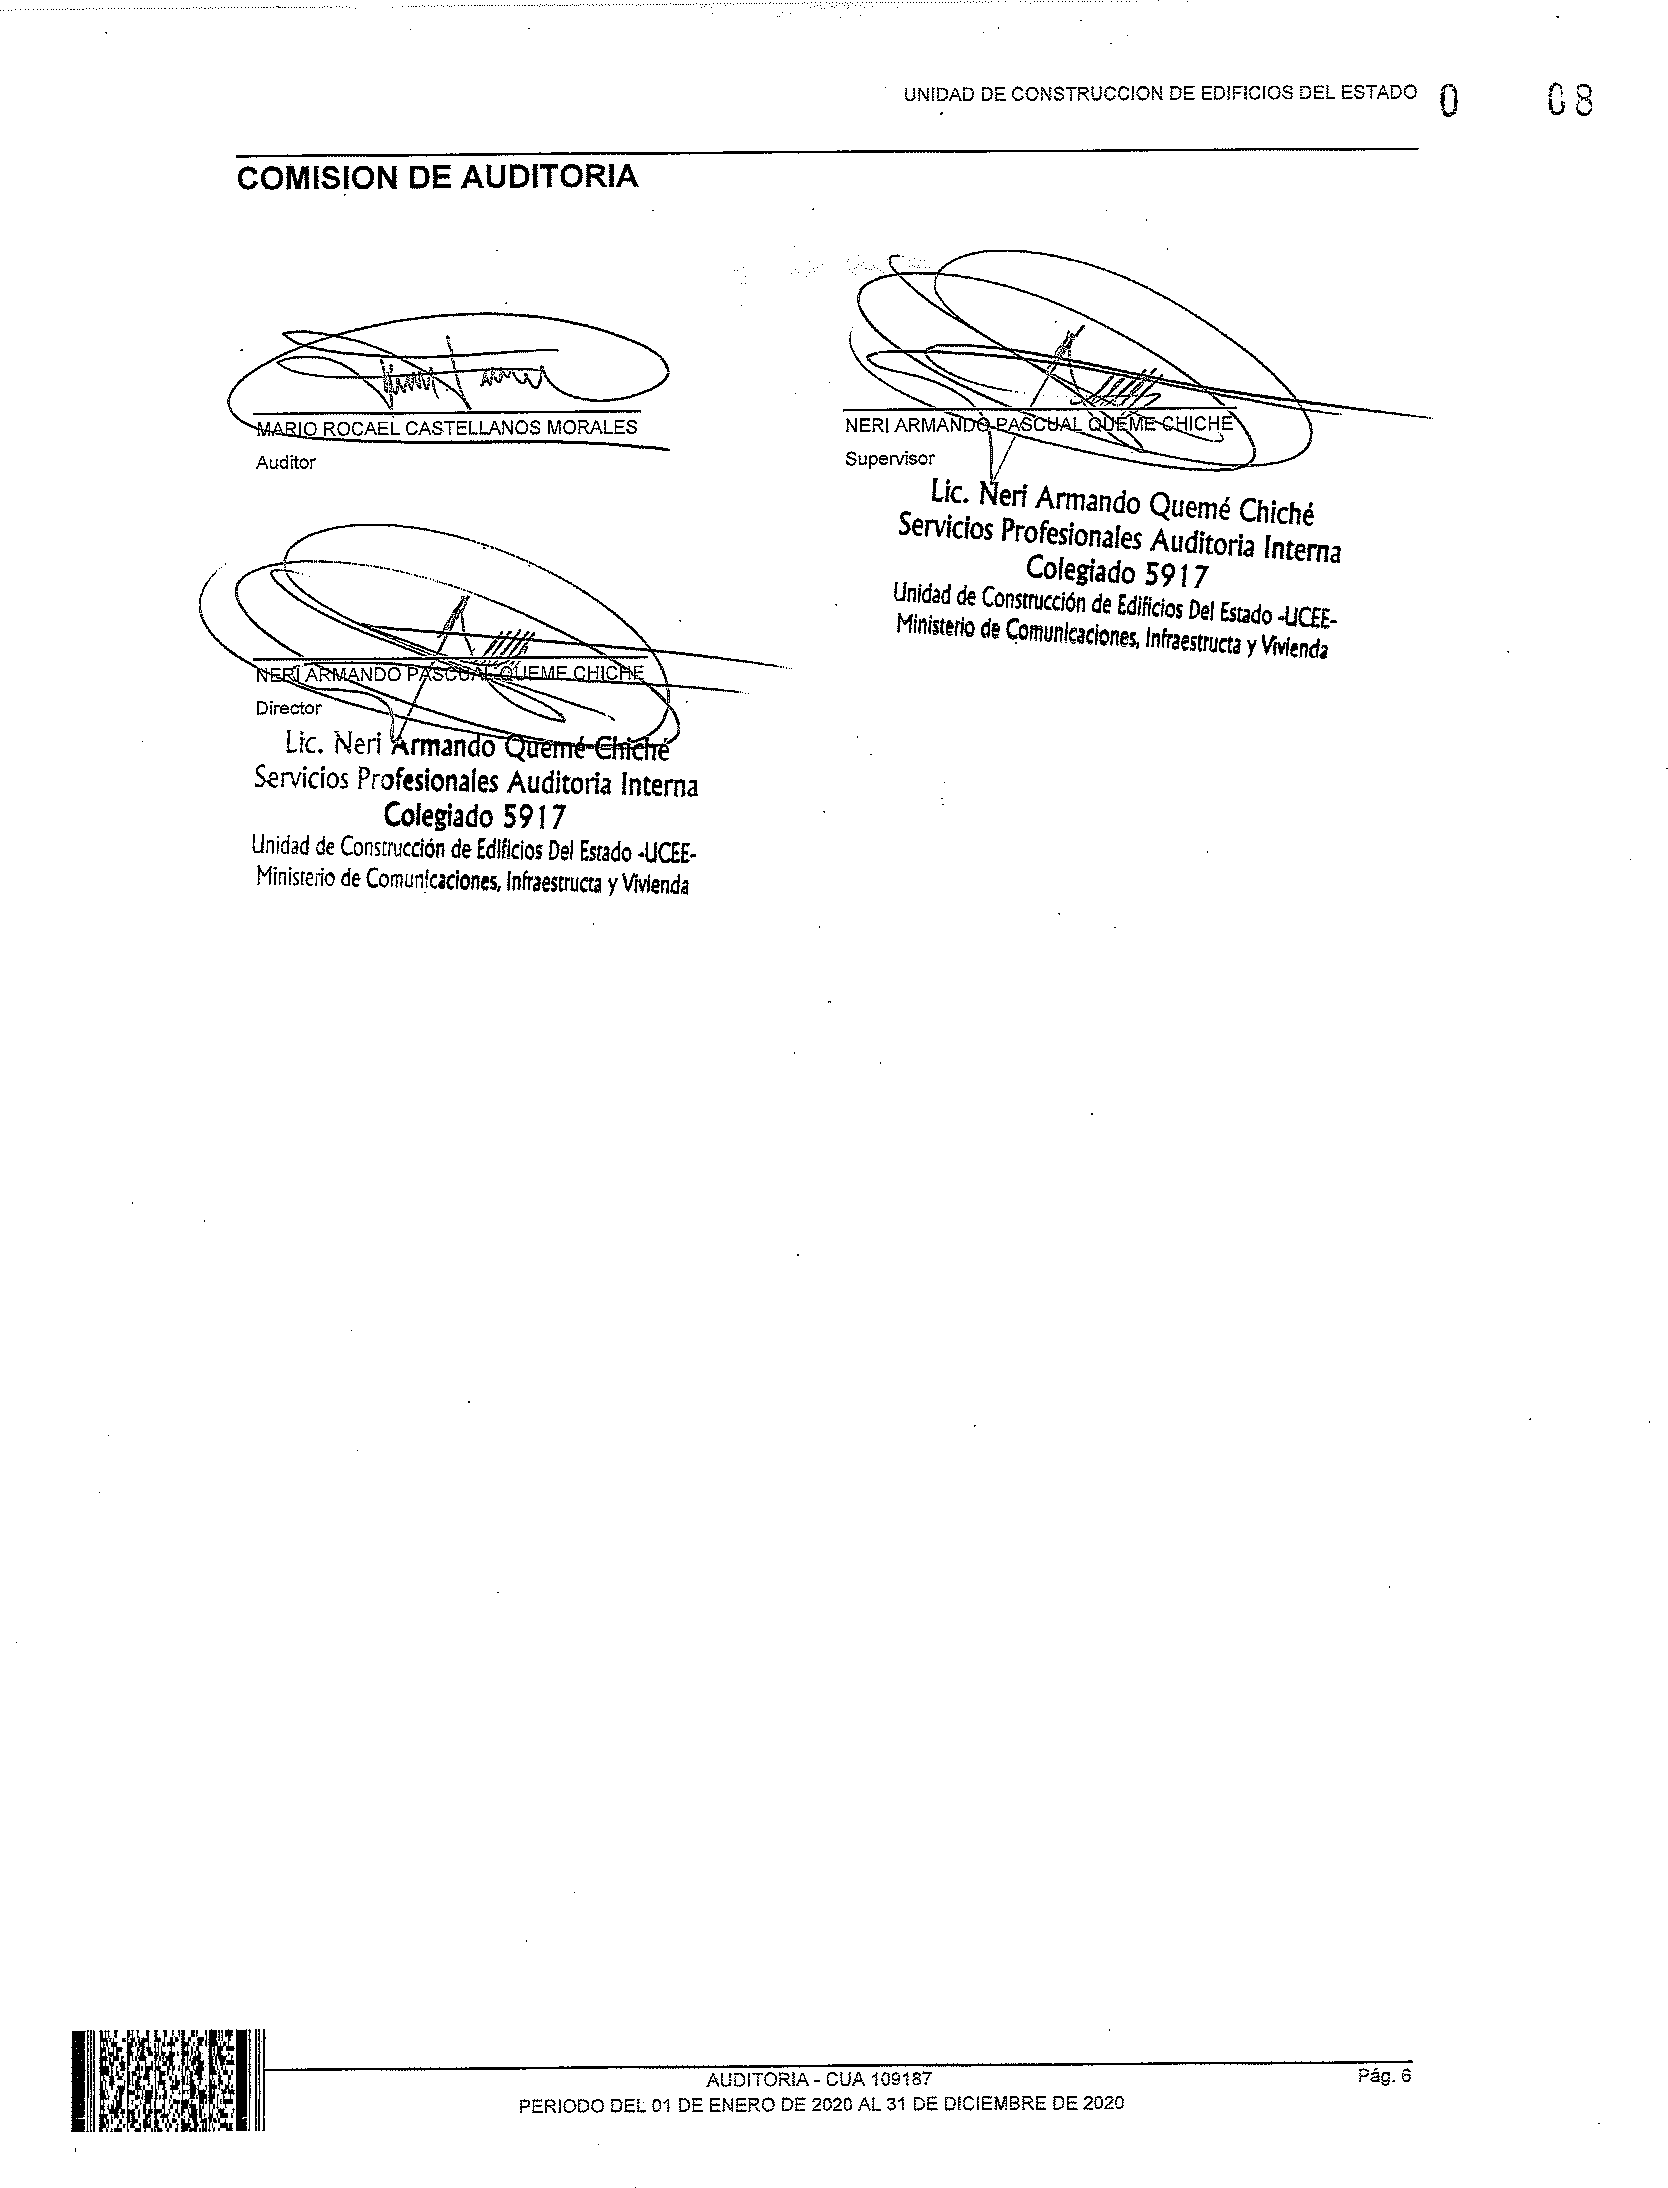 UNIDAD DE CONSTRUCCION DE EDIFICIOS DEL ESTADO 0 08
COMISION DE AUDITORIA
MARIO ROCAEL CASTELLANOS MORALES
Auditor
NERI ARMANDO PASCUAL QUEME CHICHE
Supervisor
Lic. Neri Armando Quemé Chiché
Servicios Profesionales Auditoria Interna
Colegiado 5917
Unidad de Construcción de Edificios Del Estado -UCEE-
Ministerio de Comunicaciones, Infraestructa y Vivienda
NERI ARMANDO PASCUAL QUEME CHICHE
Director
Lic. Neri Armando Quemé Chiché
Servicios Profesionales Auditoria Interna
Colegiado 5917
Unidad de Construcción de Edificios Del Estado -UCEE-
Ministerio de Comunicaciones, Infraestructa y Vivienda
AUDITORIA - CUA 109187
Pág. 6
PERIODO DEL 01 DE ENERO DE 2020 AL 31 DE DICIEMBRE DE 2020